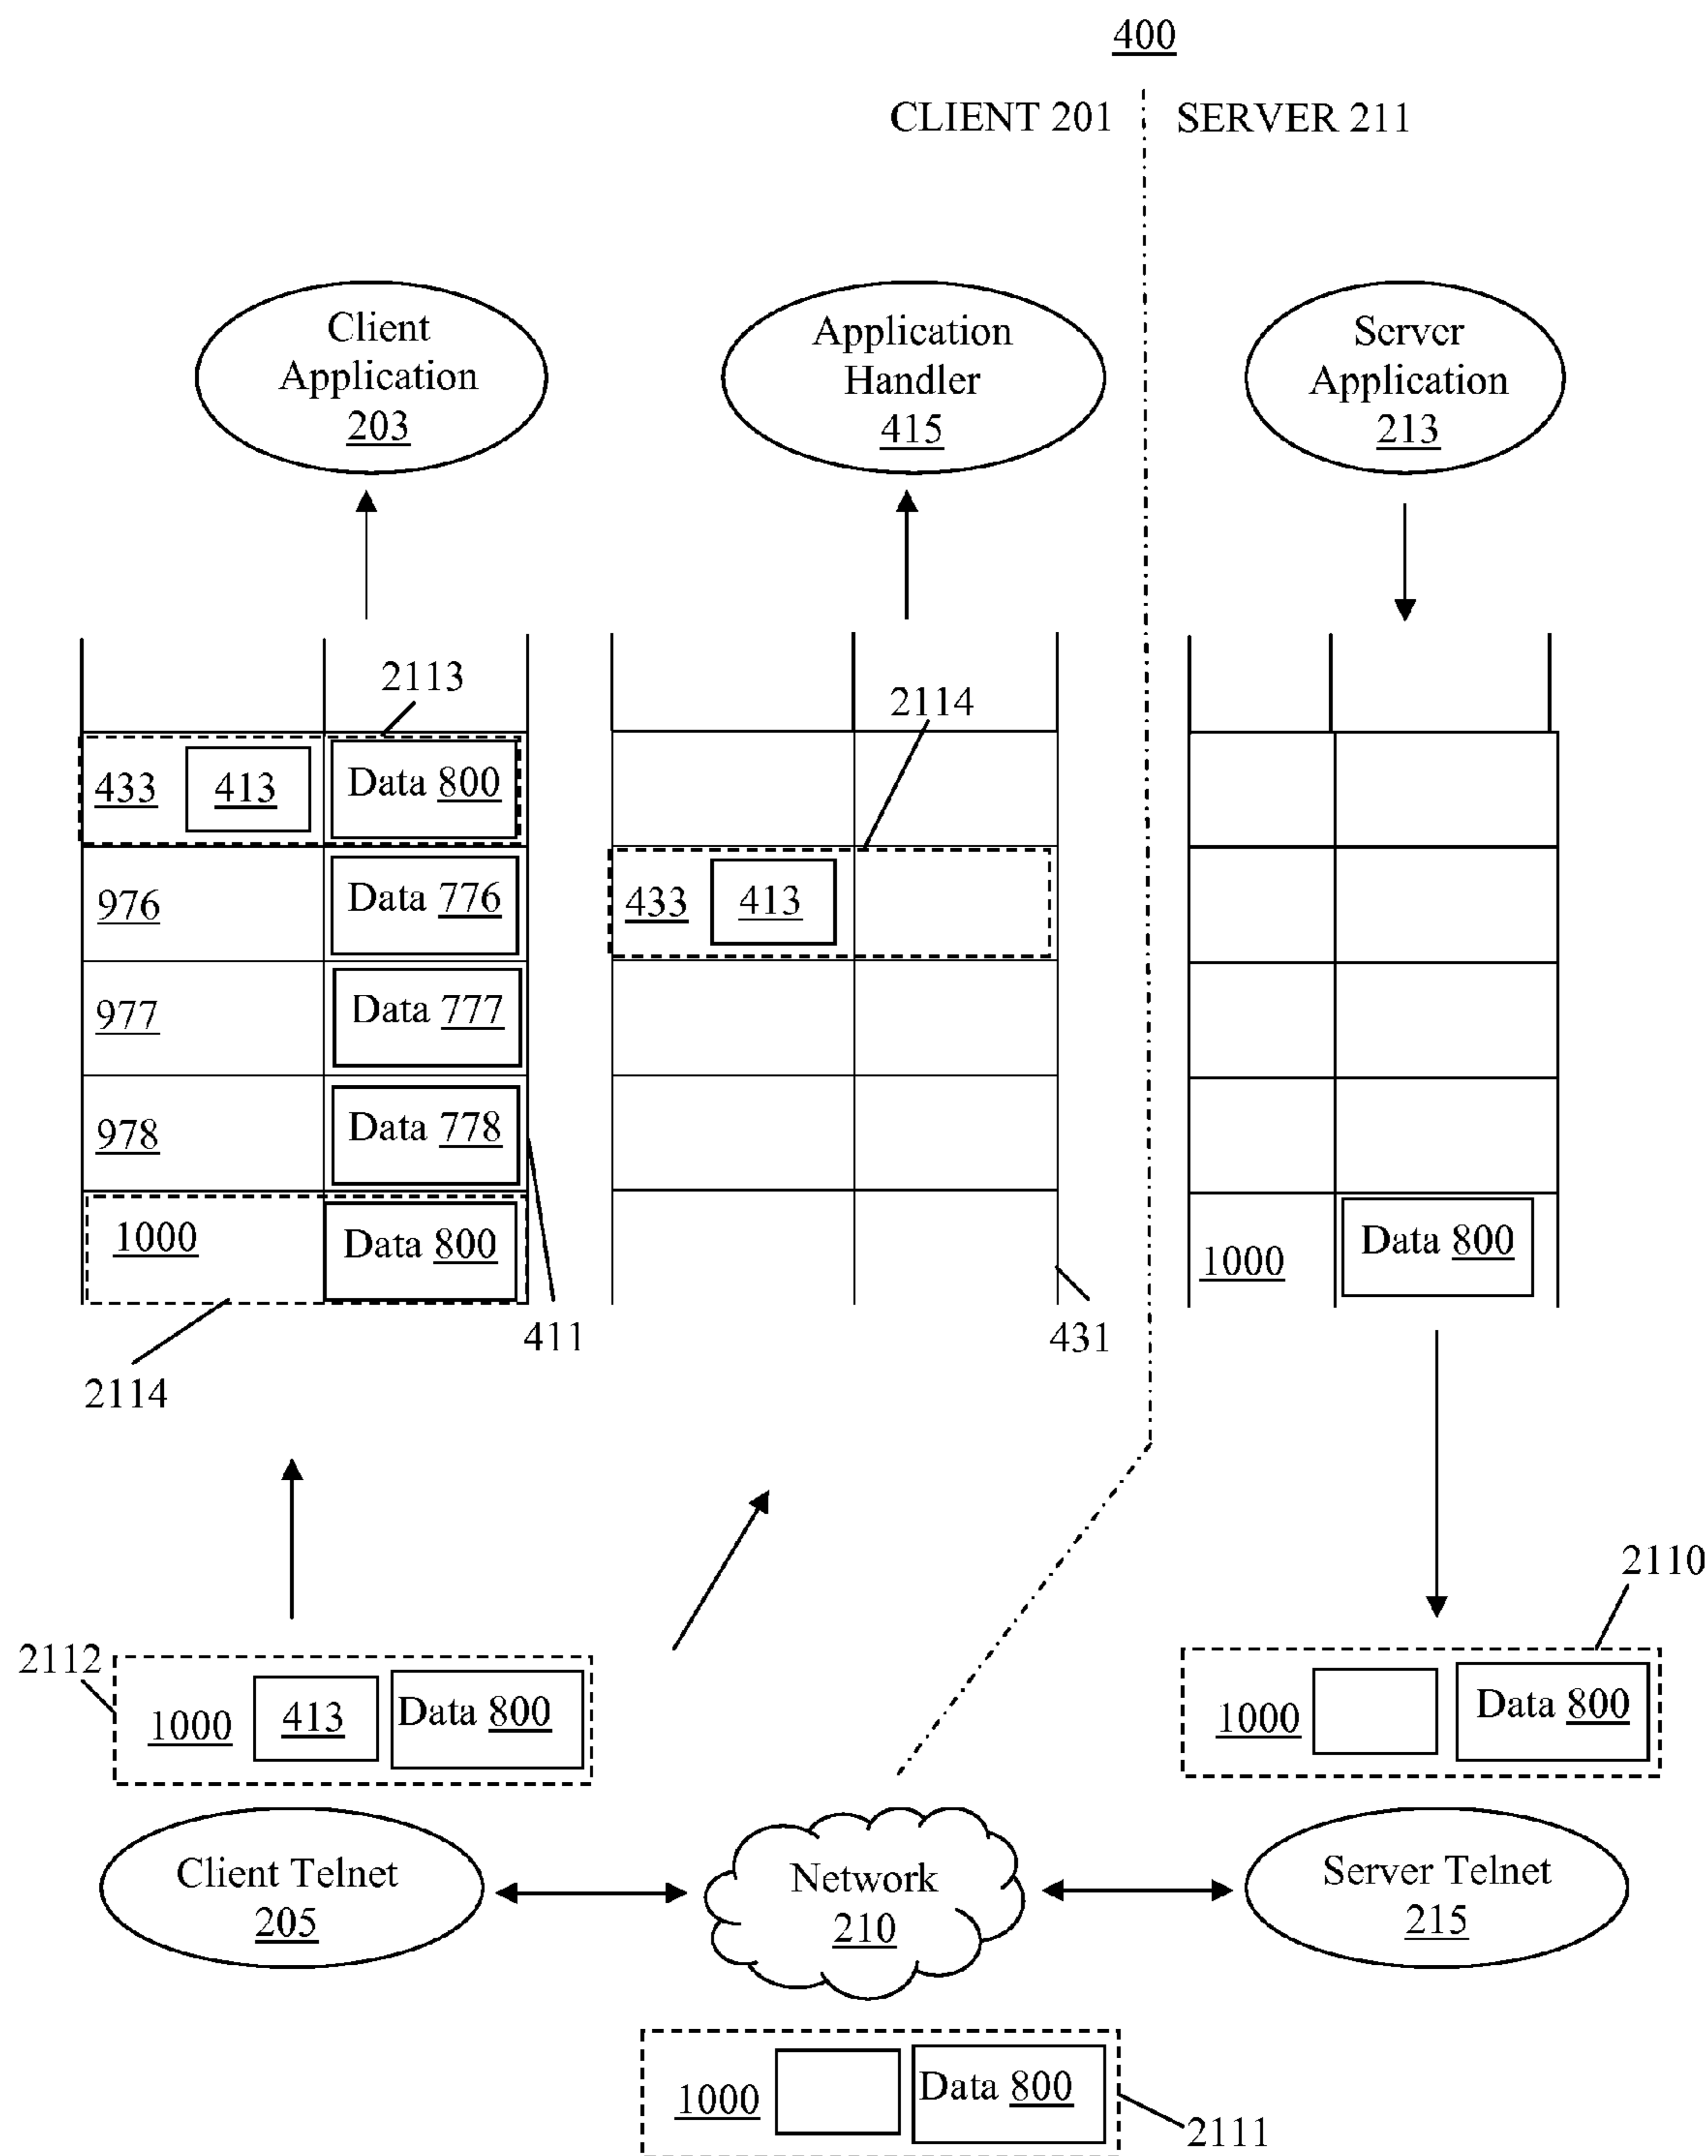 400
CLIENT 201
SERVER 211
Client
Application
203
Application
Handler
415
Server
Application
213
2113
2114
433
413
Data 800
976
Data 776
433
413
977
Data 777
978
Data 778
1000
Data 800
1000
Data 800
411
431
2114
2110
2112
1000
413
Data 800
1000
Data 800
Client Telnet
205
Network
210
Server Telnet
215
1000
Data 800
2111